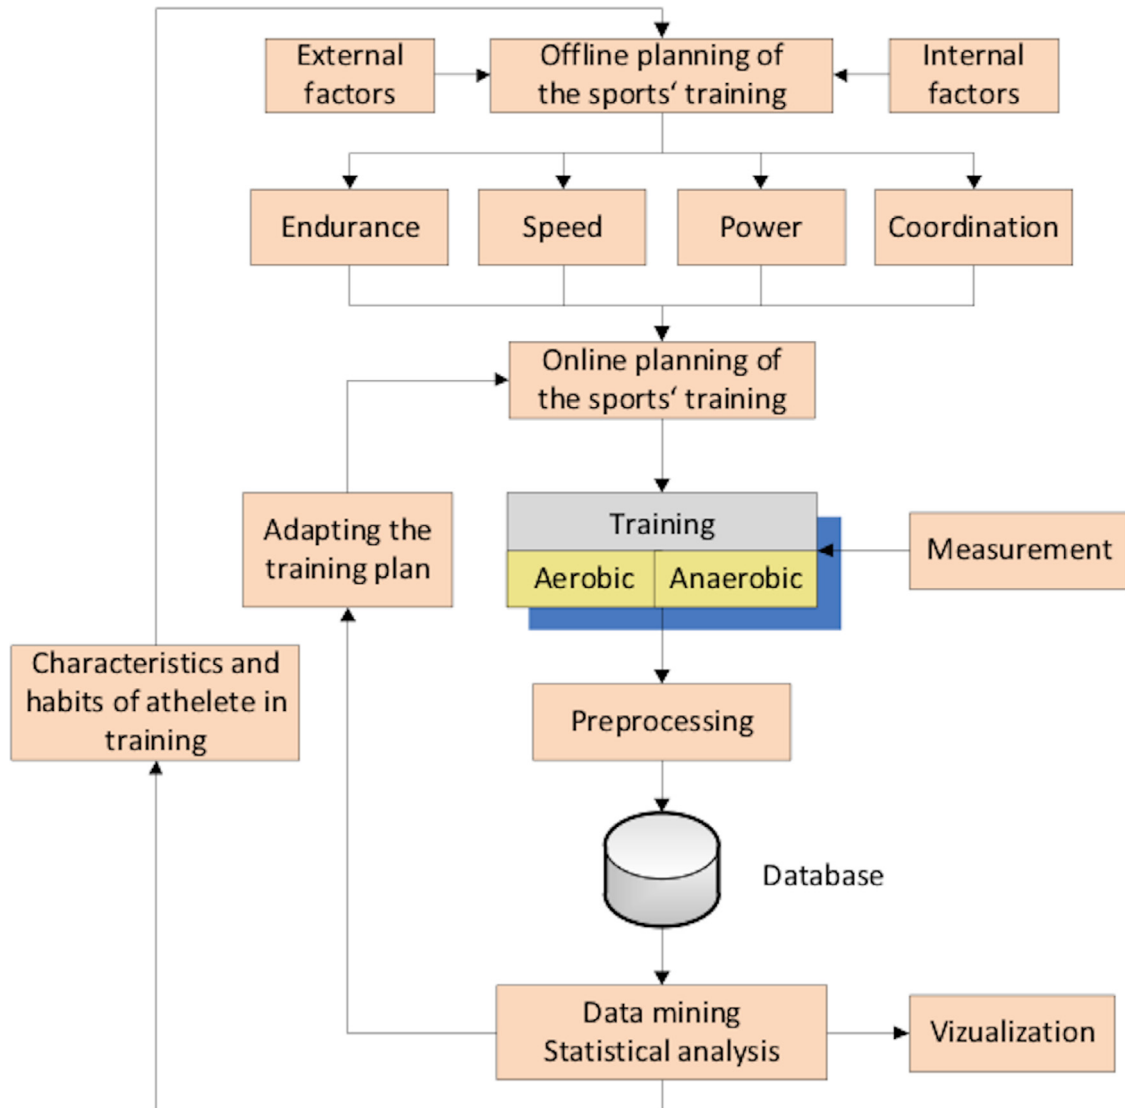 External
factors
Offline planning of
the sports‘ training
Internal
factors
Endurance
Speed
Power
Coordination
Online planning of
the sports‘ training
Adapting the
training plan
Training
Aerobic
Anaerobic
Measurement
Characteristics and
habits of athelete in
training
Preprocessing
Database
Data mining
Statistical analysis
Vizualization